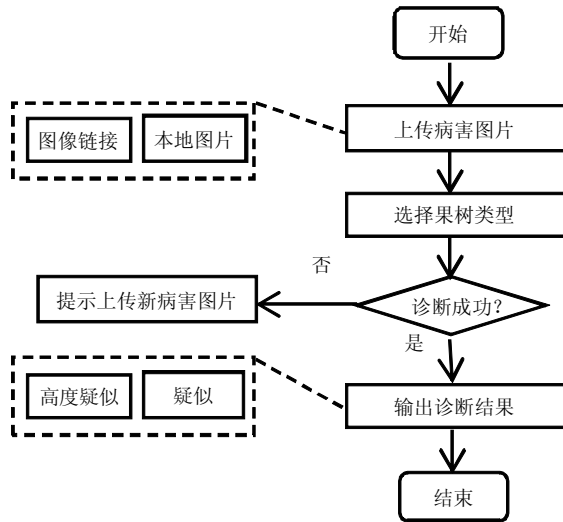 开始
图像链接
本地图片
上传病害图片
选择果树类型
否
提示上传新病害图片
诊断成功?
是
高度疑似
疑似
输出诊断结果
结束